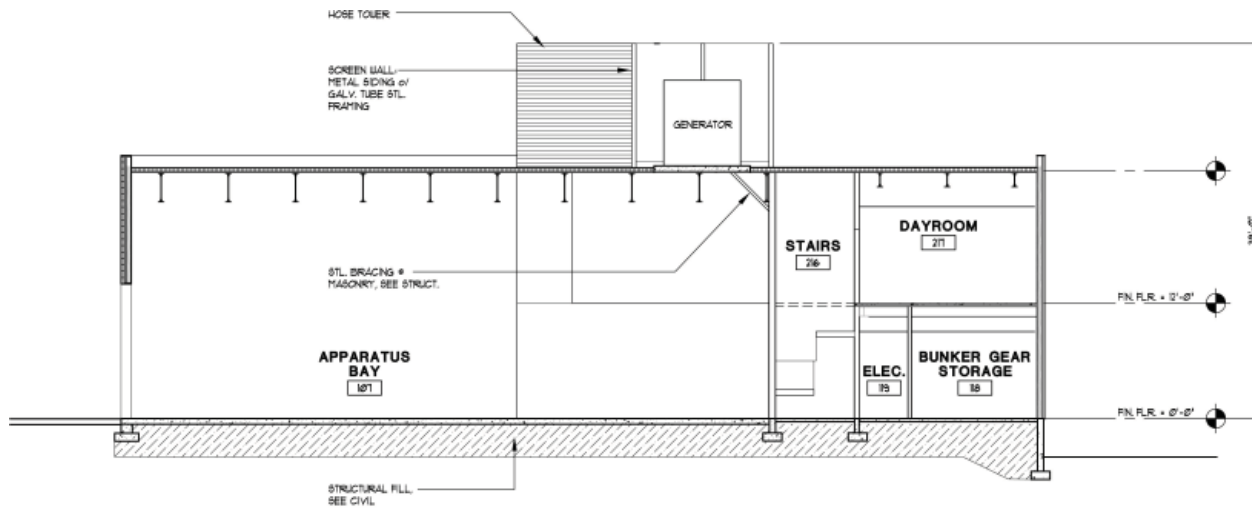 HOSE TOWER
SCREEN WALL:
METAL SIDING o/
GALV. TUBE STL.
FRAMING
GENERATOR
DAYROOM
217
STAIRS
216
STL. BRACING @
MASONRY, SEE STRUCT.
FIN. FLR. = 12'-0"
APPARATUS
BAY
107
ELEC.
BUNKER GEAR
STORAGE
118
FIN. FLR. = 0'-0"
STRUCTURAL FILL,
SEE CIVIL